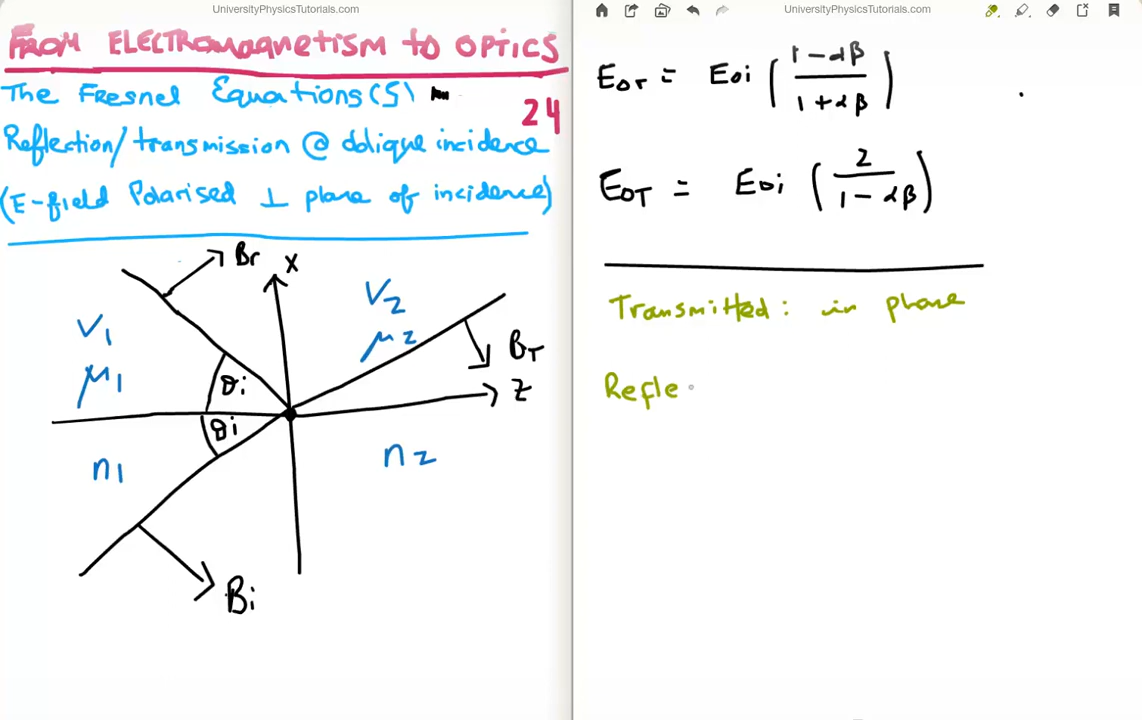 UniversityPhysicsTutorials.com
FROM ELECTROMAGNETISM TO OPTICS
The Fresnel Equations(5)
24
Reflection/transmission @ oblique incidence
(E-field Polarised ⊥ plane of incidence)
Br
X
V1
V2
μ1
μ2
BT
θi
Z
θi
n1
n2
Bi
UniversityPhysicsTutorials.com
E0r = E0i (1-αβ / 1+αβ)
E0T = E0i (2 / 1-αβ)
Transmitted: in phase
Refle